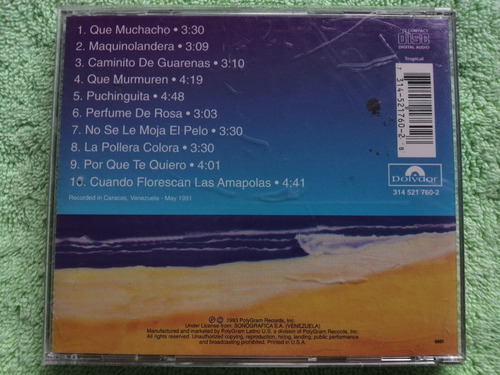 1. Que Muchacho • 3:30
2. Maquinolandera • 3:09
3. Caminito De Guarenas • 3:10
4. Que Murmuren • 4:19
5. Puchinguita • 4:48
6. Perfume De Rosa • 3:03
7. No Se Le Moja El Pelo • 3:30
8. La Pollera Colora • 3:30
9. Por Que Te Quiero • 4:01
10. Cuando Florescan Las Amapolas • 4:41
Recorded in Caracas, Venezuela - May 1991
COMPACT
disc
DIGITAL AUDIO
Tropical
7 314-521760-2 8
Polydor
314 521 760-2
℗ © 1993 PolyGram Records, Inc.
Under License from: SONOGRAFICA S.A. (VENEZUELA)
Manufactured and marketed by PolyGram Latino U.S. a division of PolyGram Records, Inc.
All rights reserved. Unauthorized copying, reproduction, hiring, lending, public performance
and broadcasting prohibited. Printed in U.S.A.